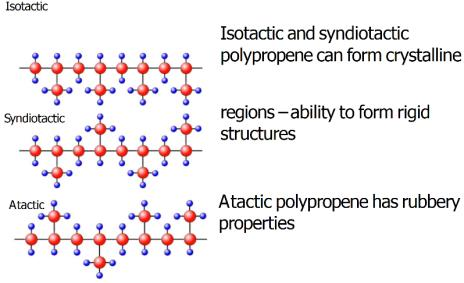 Isotactic
Isotactic and syndiotactic
polypropene can form crystalline
Syndiotactic
regions – ability to form rigid
structures
Atactic
Atactic polypropene has rubbery
properties